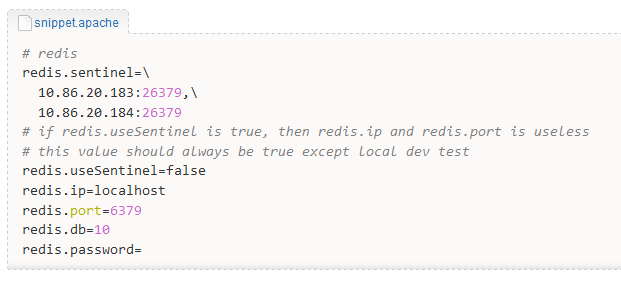 snippet.apache
# redis
redis.sentinel=\
  10.86.20.183:26379,\
  10.86.20.184:26379
# if redis.useSentinel is true, then redis.ip and redis.port is useless
# this value should always be true except local dev test
redis.useSentinel=false
redis.ip=localhost
redis.port=6379
redis.db=10
redis.password=